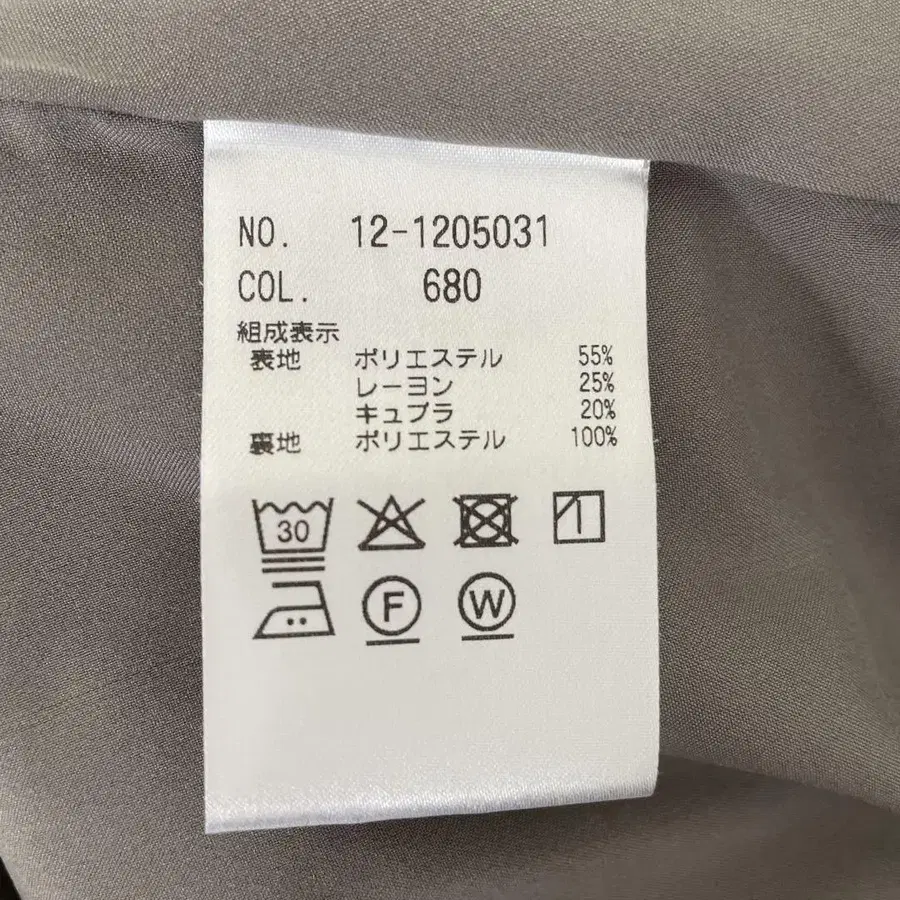 NO. 12-1205031
COL. 680
組成表示
表地 ポリエステル 55%
レーヨン 25%
キュプラ 20%
裏地 ポリエステル 100%
30
F W